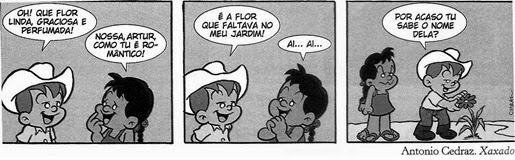 OH! QUE FLOR
LINDA, GRACIOSA E
PERFUMADA!
NOSSA, ARTUR,
COMO TU É RO-
MÂNTICO!
É A FLOR
QUE FALTAVA NO
MEU JARDIM!
AI... AI...
POR ACASO TU
SABE O NOME
DELA?
Antonio Cedraz. Xaxado